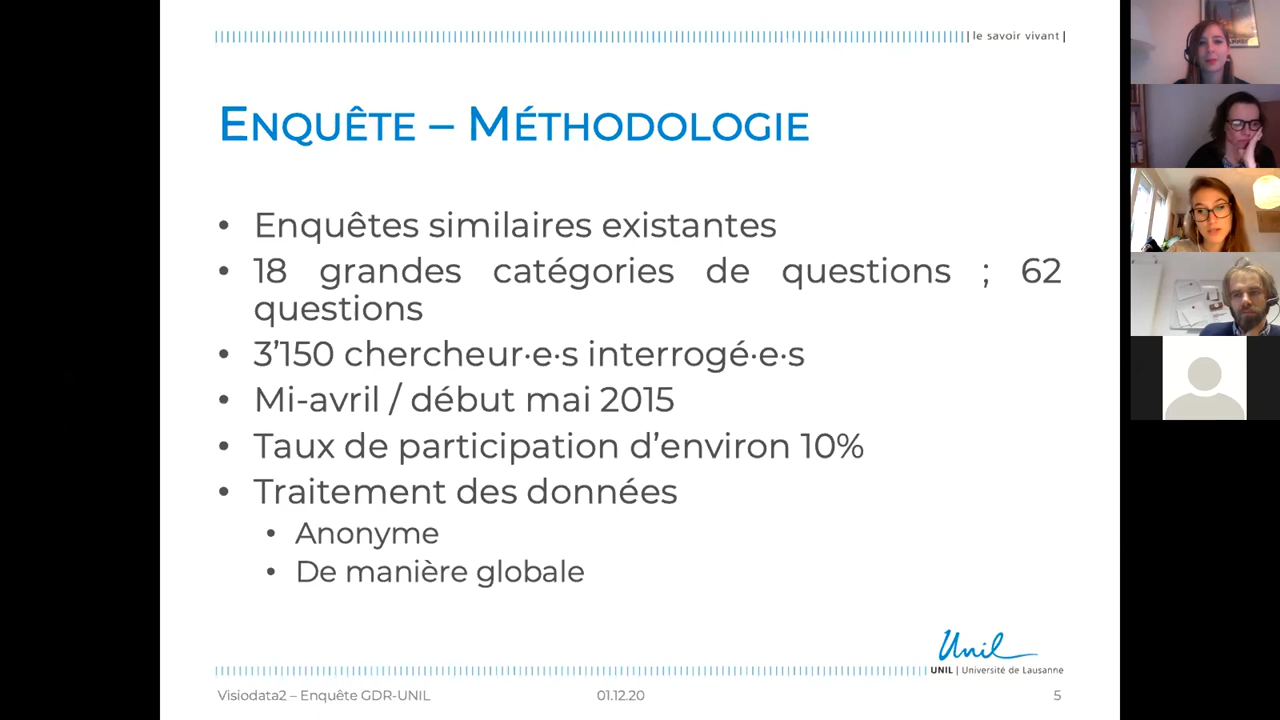 |le savoir vivant|
ENQUÊTE – MÉTHODOLOGIE
• Enquêtes similaires existantes
• 18 grandes catégories de questions ; 62
questions
• 3’150 chercheur·e·s interrogé·e·s
• Mi-avril / début mai 2015
• Taux de participation d’environ 10%
• Traitement des données
• Anonyme
• De manière globale
Unil
UNIL | Université de Lausanne
Visiodata2 – Enquête GDR-UNIL 01.12.20 5